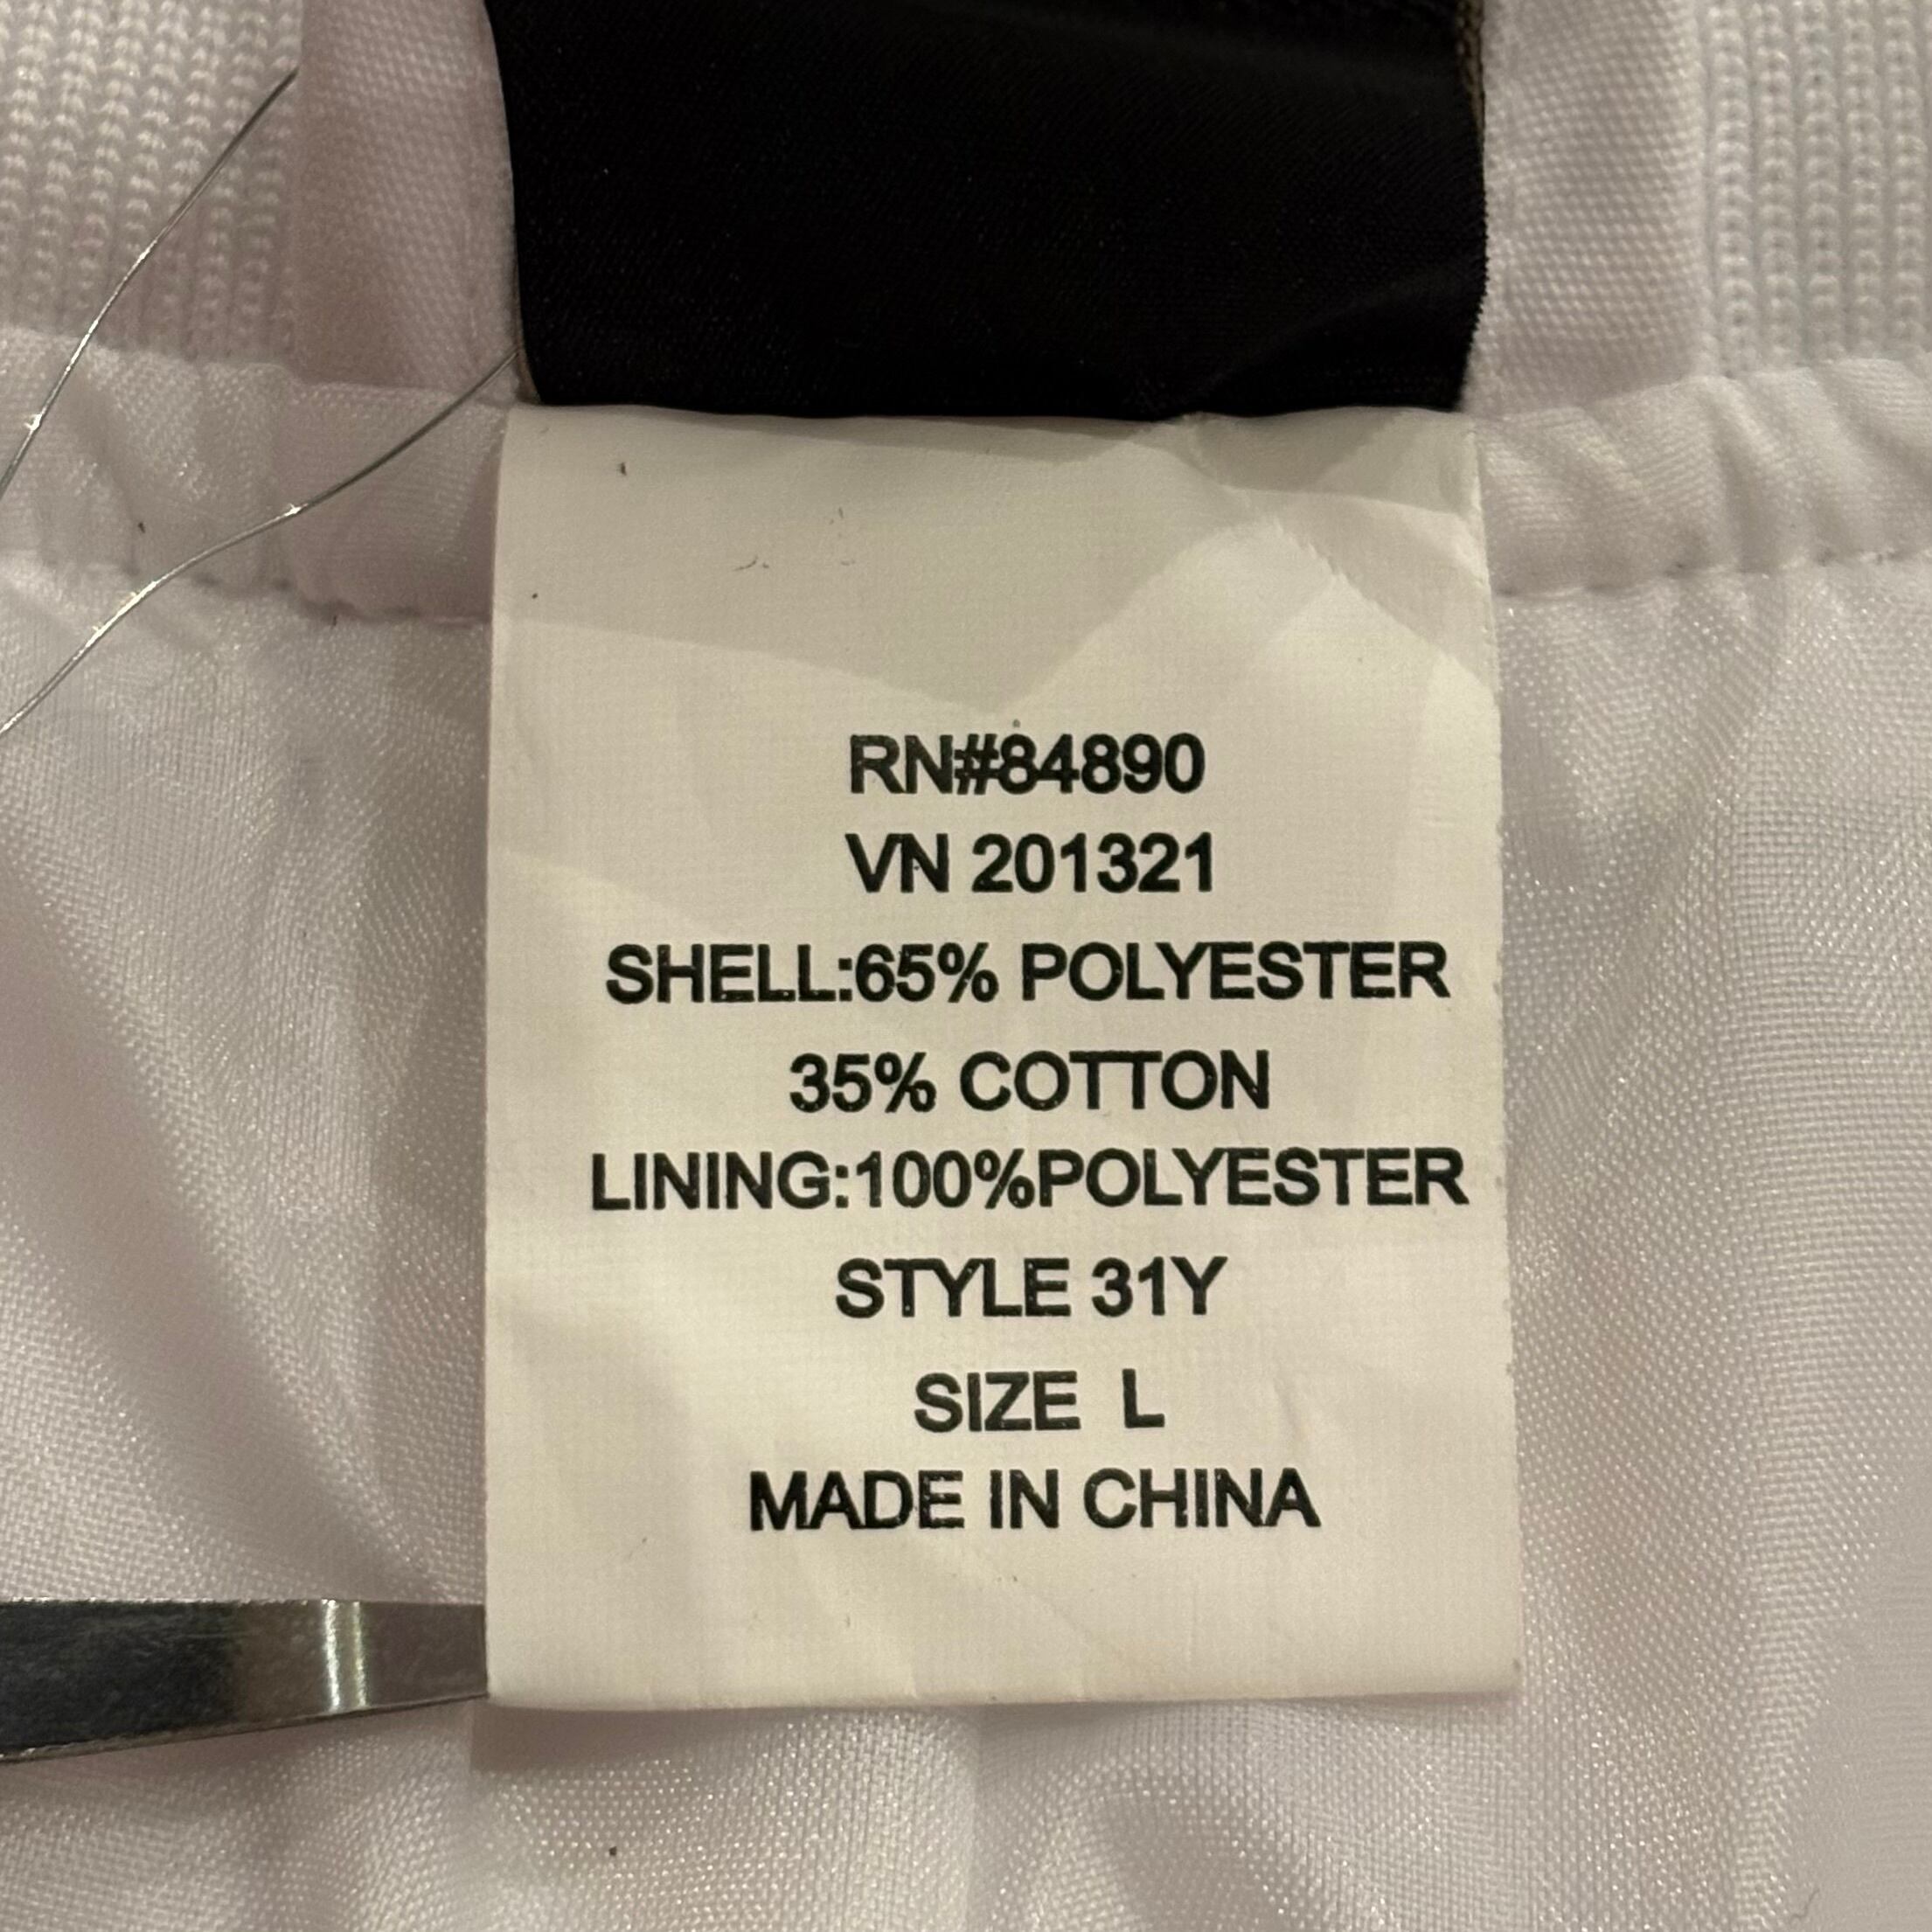 RN#84890
VN 201321
SHELL:65% POLYESTER
35% COTTON
LINING:100%POLYESTER
STYLE 31Y
SIZE L
MADE IN CHINA